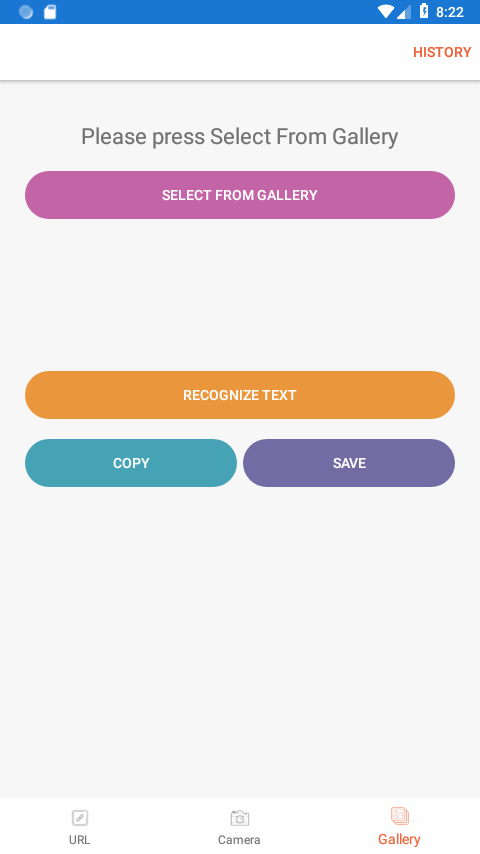 8:22
HISTORY
Please press Select From Gallery
SELECT FROM GALLERY
RECOGNIZE TEXT
COPY SAVE
URL Camera Gallery